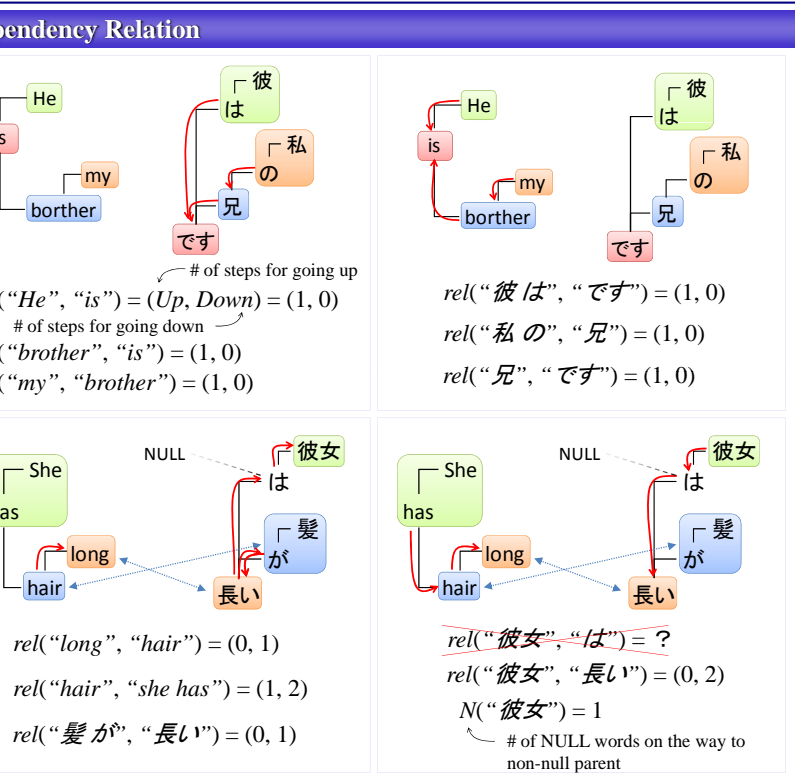 pendency Relation
He
s
my
borther
彼
は
私
の
兄
です
# of steps for going up
(“He”, “is”) = (Up, Down) = (1, 0)
# of steps for going down
(“brother”, “is”) = (1, 0)
(“my”, “brother”) = (1, 0)
He
is
my
borther
彼
は
私
の
兄
です
rel(“彼 は”, “です”) = (1, 0)
rel(“私 の”, “兄”) = (1, 0)
rel(“兄”, “です”) = (1, 0)
She
as
long
hair
NULL
彼女
は
髪
が
長い
rel(“long”, “hair”) = (0, 1)
rel(“hair”, “she has”) = (1, 2)
rel(“髪 が”, “長い”) = (0, 1)
She
has
long
hair
NULL
彼女
は
髪
が
長い
rel(“彼女”, “は”) = ？
rel(“彼女”, “長い”) = (0, 2)
N(“彼女”) = 1
# of NULL words on the way to
non-null parent